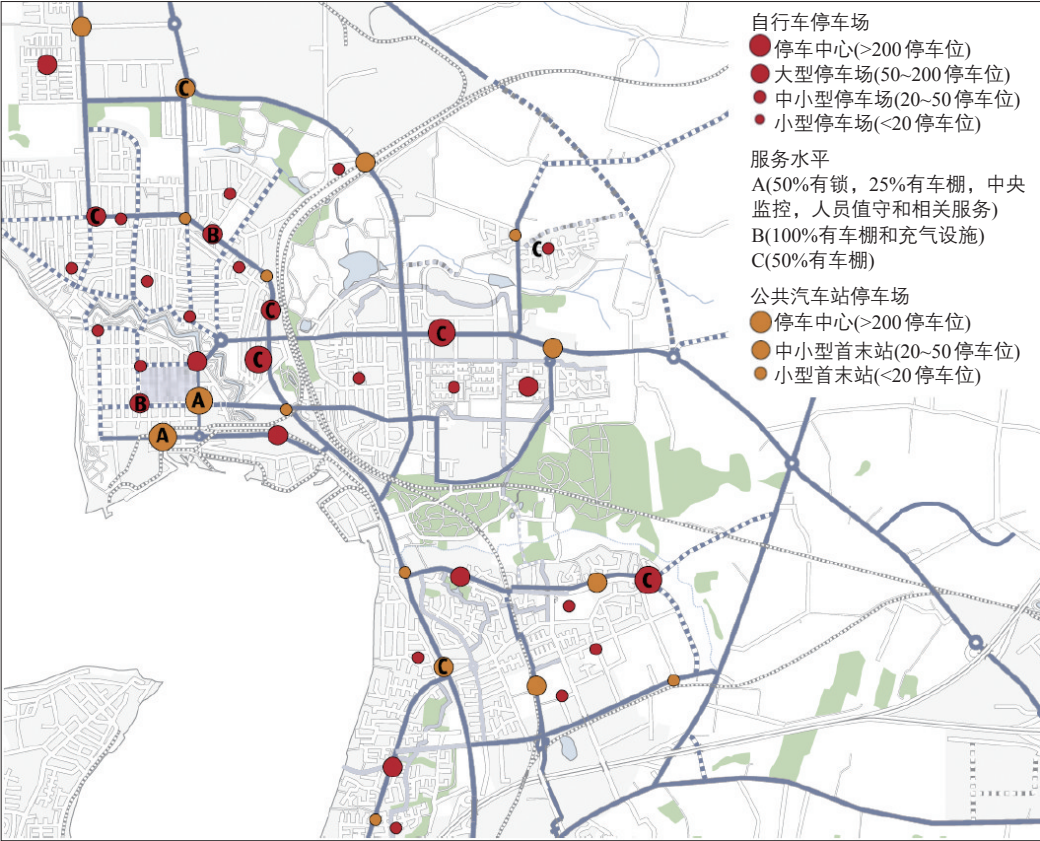 自行车停车场
停车中心(>200 停车位)
大型停车场(50~200 停车位)
中小型停车场(20~50 停车位)
小型停车场(<20 停车位)
服务水平
A(50%有锁，25%有车棚，中央
监控，人员值守和相关服务)
B(100%有车棚和充气设施)
C(50%有车棚)
公共汽车站停车场
停车中心(>200 停车位)
中小型首末站(20~50 停车位)
小型首末站(<20 停车位)
C
C
B
C
C
C
C
B
A
A
C
C